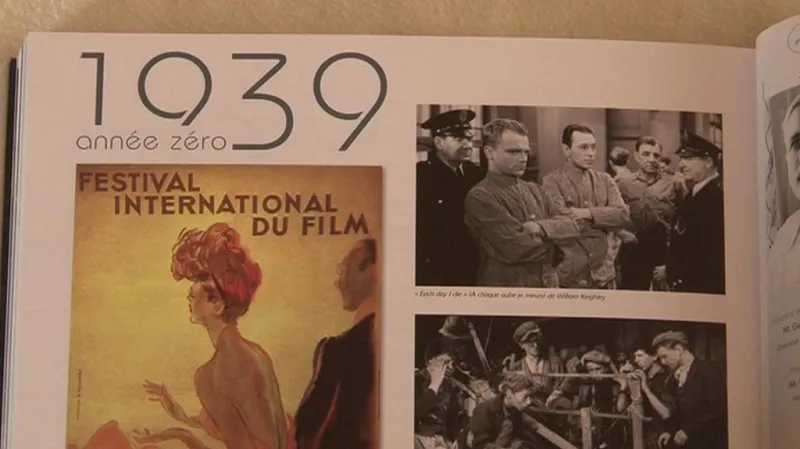 1939
année zéro
FESTIVAL
INTERNATIONAL
DU FILM
« Each day I die » (A chaque aube je meurs) de William Keighley